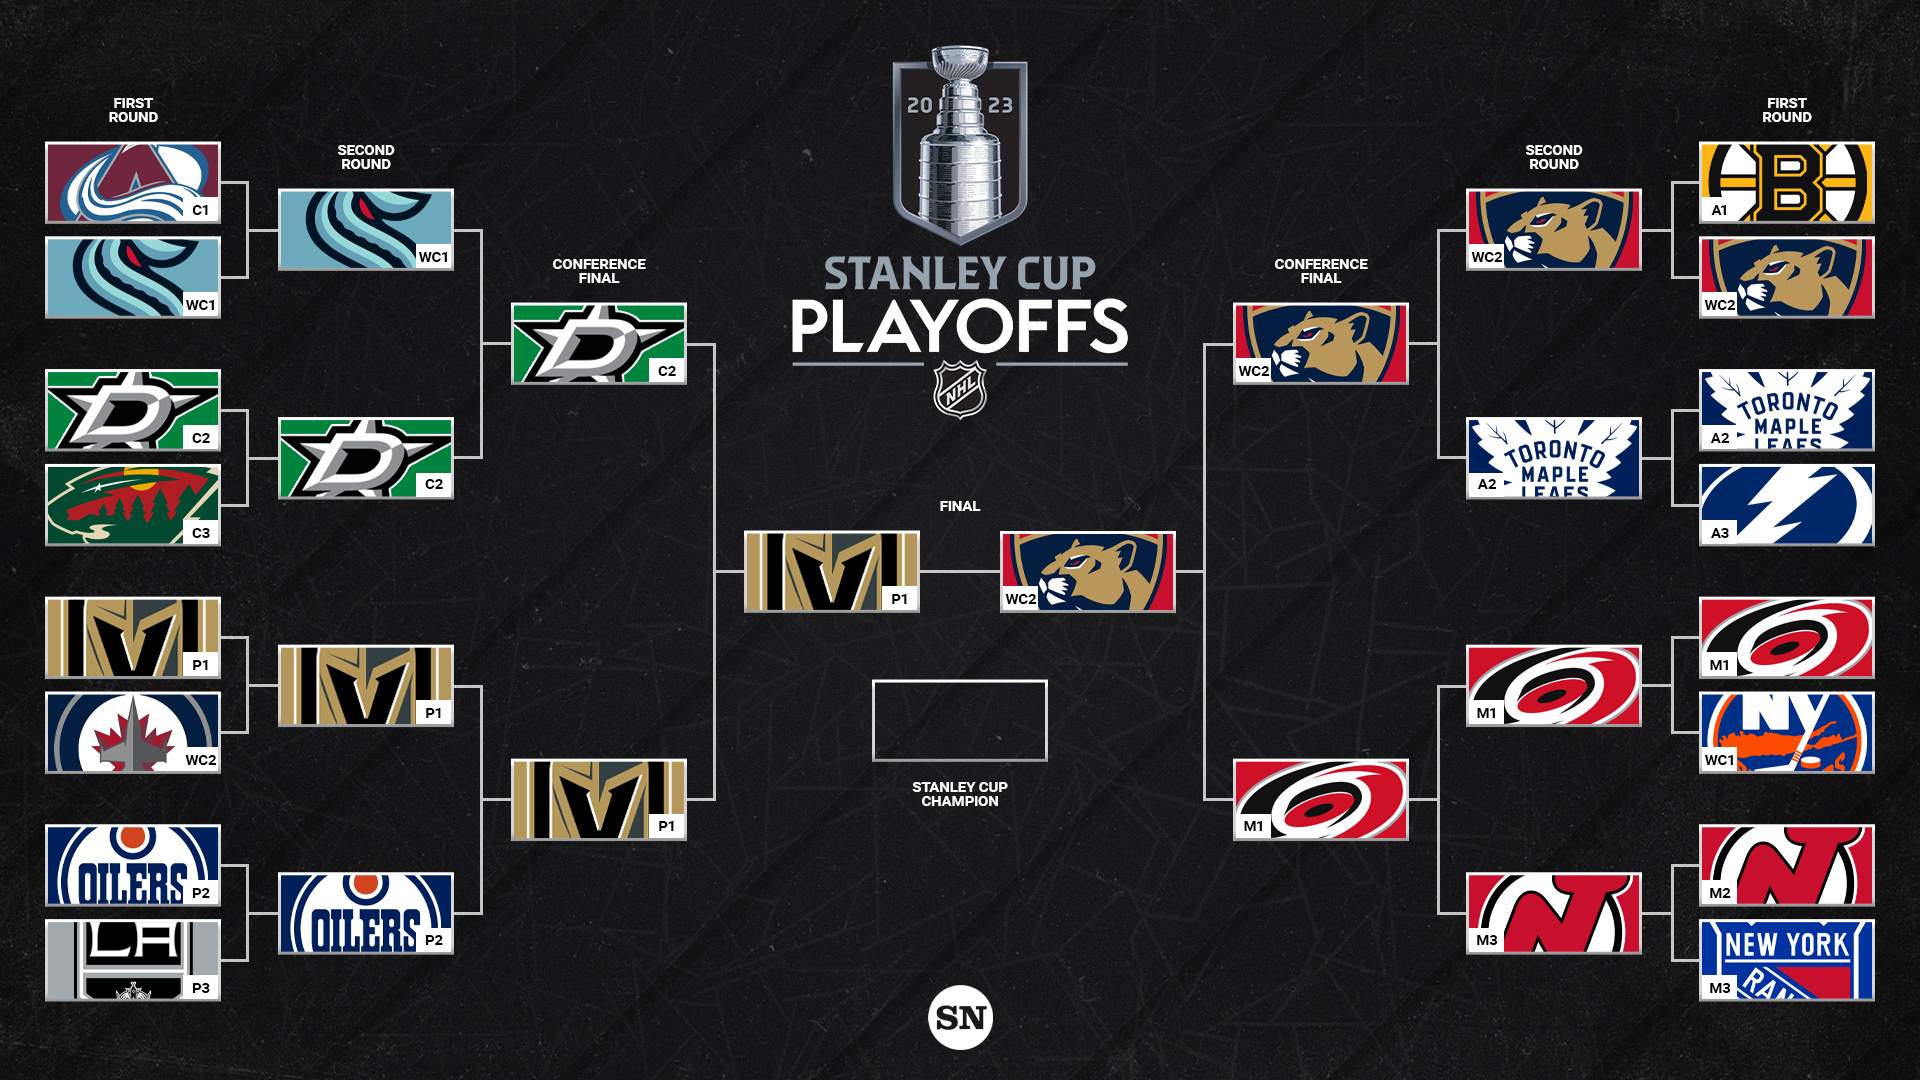 20 23
STANLEY CUP
PLAYOFFS
NHL
FIRST
ROUND
C1
WC1
C2
C3
P1
WC2
OILERS
P2
LA
P3
SECOND
ROUND
WC1
C2
P1
OILERS
P2
CONFERENCE
FINAL
C2
P1
FINAL
P1
WC2
STANLEY CUP
CHAMPION
CONFERENCE
FINAL
WC2
M1
SECOND
ROUND
WC2
TORONTO
MAPLE
LEAFS
A2
M1
M3
FIRST
ROUND
B
A1
WC2
TORONTO
MAPLE
LEAFS
A2
A3
M1
NY
WC1
M2
NEW YORK
RAN
M3
SN